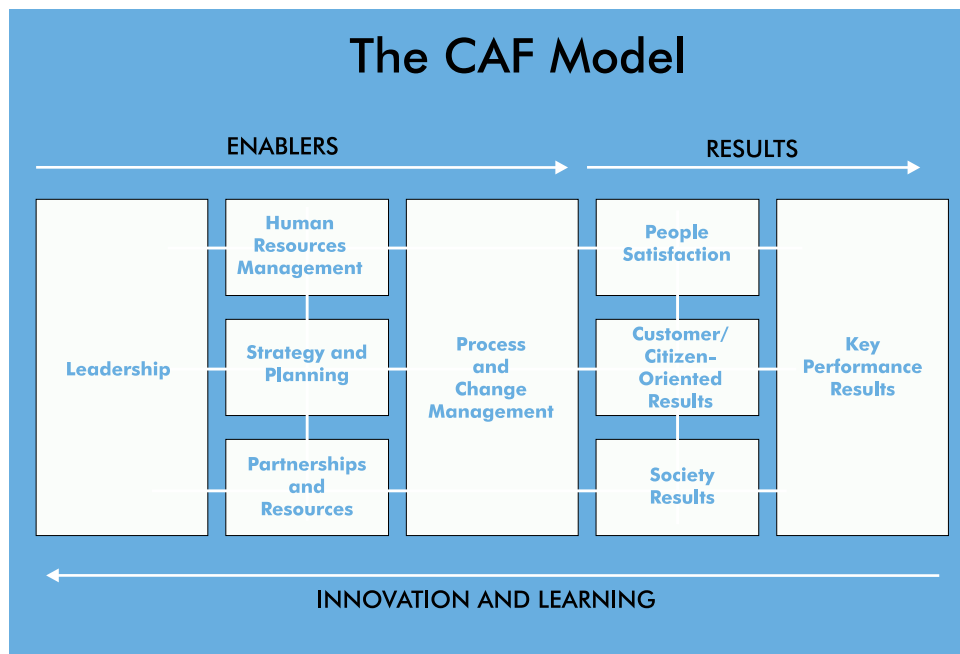 The CAF Model
ENABLERS
RESULTS
Leadership
Human
Resources
Management
Strategy and
Planning
Partnerships
and
Resources
Process
and
Change
Management
People
Satisfaction
Customer/
Citizen-
Oriented
Results
Society
Results
Key
Performance
Results
INNOVATION AND LEARNING